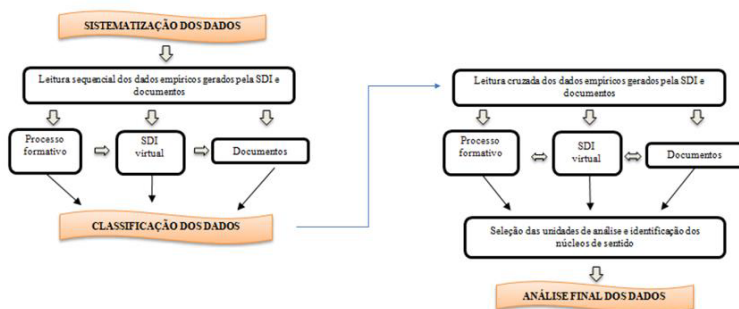 SISTEMATIZAÇÃO DOS DADOS
Leitura sequencial dos dados empíricos gerados pela SDI e
documentos
Processo
formativo
SDI
virtual
Documentos
CLASSIFICAÇÃO DOS DADOS
Leitura cruzada dos dados empíricos gerados pela SDI e
documentos
Processo
formativo
SDI
virtual
Documentos
Seleção das unidades de análise e identificação dos
núcleos de sentido
ANÁLISE FINAL DOS DADOS